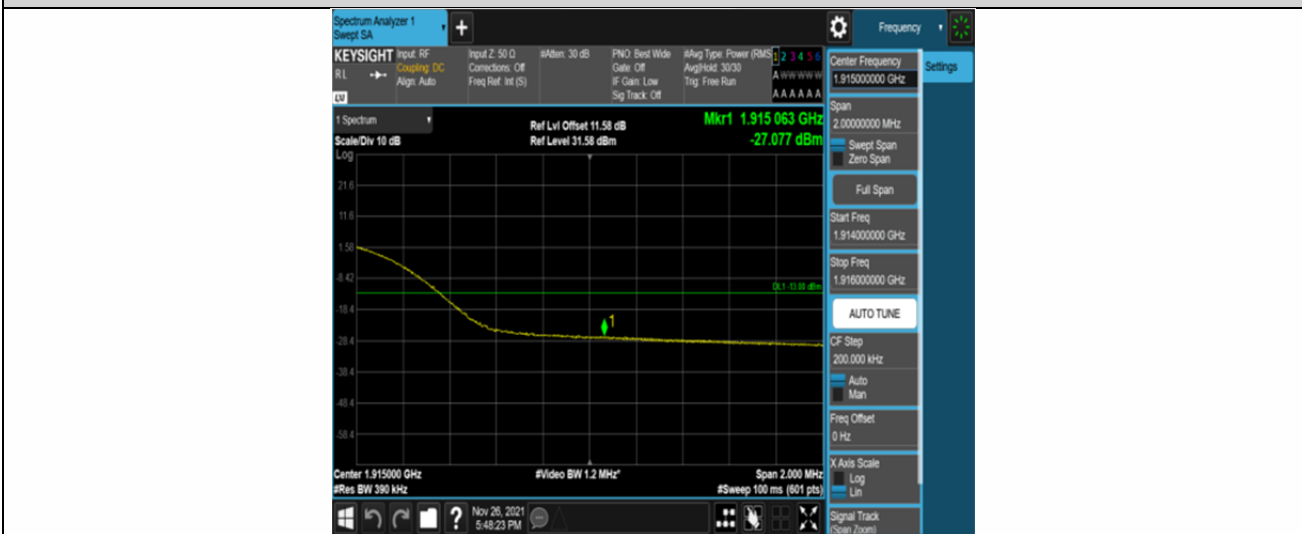 Spectrum Analyzer 1
Swept SA
+
Frequency
KEYSIGHT
RL
LXI
Input: RF
Coupling: DC
Align: Auto
Input Z: 50 Ω
Corrections: Off
Freq Ref: Int (S)
#Atten: 30 dB
PNO: Best Wide
Gate: Off
IF Gain: Low
Sig Track: Off
#Avg Type: Power (RMS
Avg|Hold: 30/30
Trig: Free Run
1 2 3 4 5 6
A W W W W W
A A A A A A
Center Frequency
1.915000000 GHz
Settings
Span
2.00000000 MHz
Swept Span
Zero Span
Full Span
Start Freq
1.914000000 GHz
Stop Freq
1.916000000 GHz
AUTO TUNE
CF Step
200.000 kHz
Auto
Man
Freq Offset
0 Hz
X Axis Scale
Log
Lin
Signal Track
(Span Zoom)
1 Spectrum
Scale/Div 10 dB
Log
Ref Lvl Offset 11.58 dB
Ref Level 31.58 dBm
Mkr1 1.915 063 GHz
-27.077 dBm
21.6
11.6
1.58
-8.42
-18.4
-28.4
-38.4
-48.4
-58.4
DL1 -13.00 dBm
1
Center 1.915000 GHz
#Res BW 390 kHz
#Video BW 1.2 MHz*
Span 2.000 MHz
#Sweep 100 ms (601 pts)
?
Nov 26, 2021
5:48:23 PM